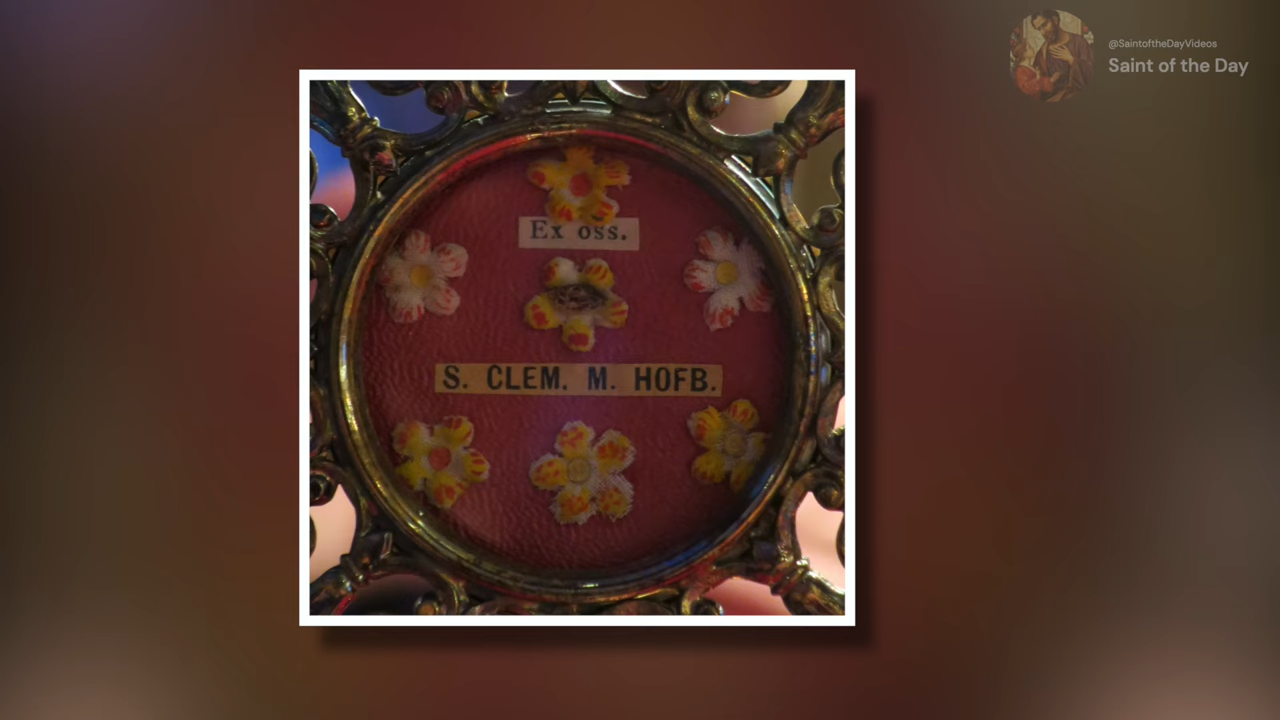 @SaintoftheDayVideos
Saint of the Day
Ex oss.
S. CLEM. M. HOFB.